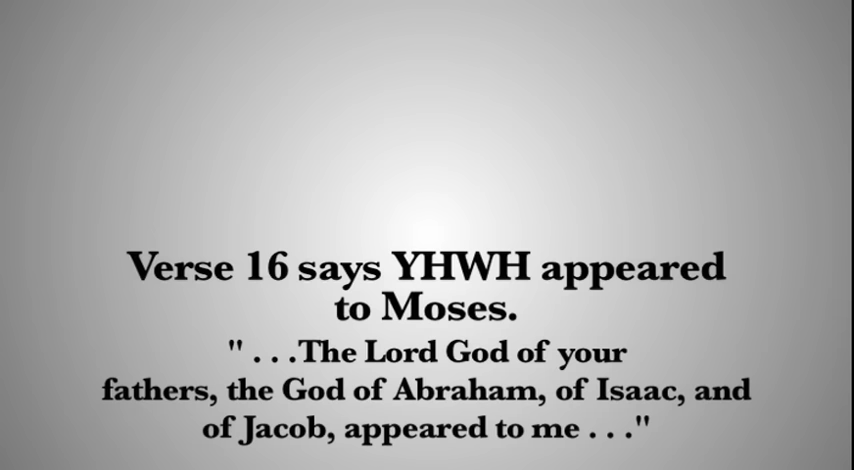 Verse 16 says YHWH appeared
to Moses.
" . . .The Lord God of your
fathers, the God of Abraham, of Isaac, and
of Jacob, appeared to me . . ."